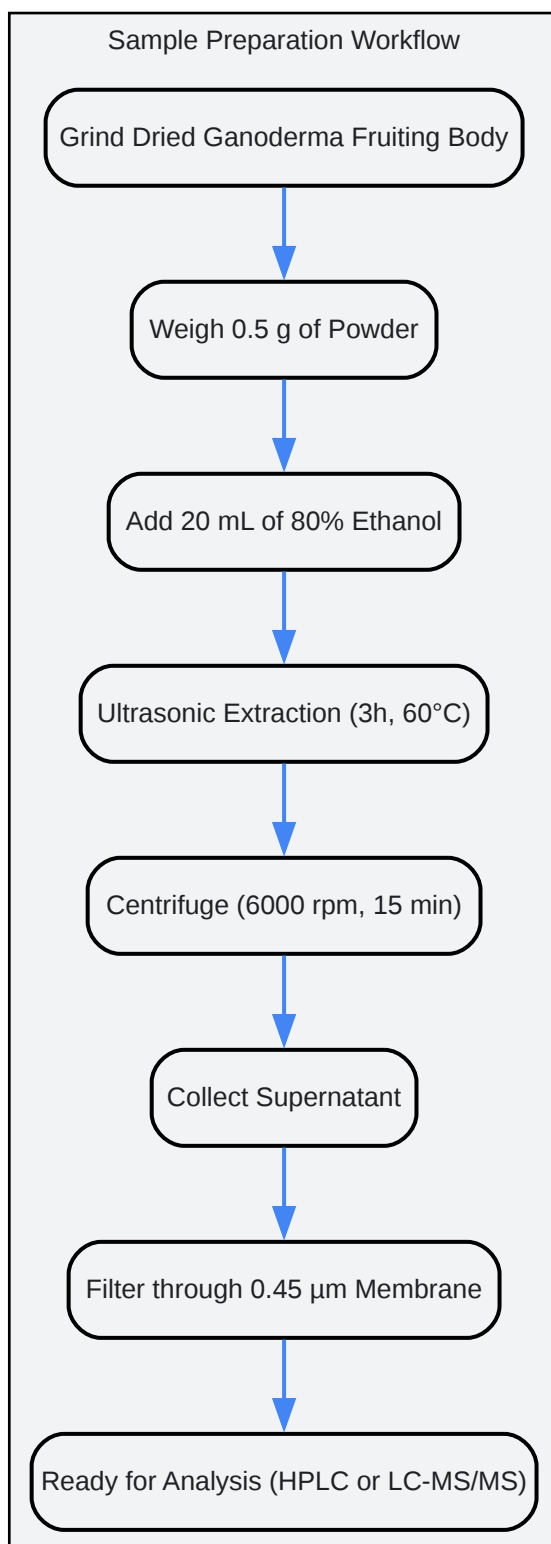 Sample Preparation Workflow
Grind Dried Ganoderma Fruiting Body
Weigh 0.5 g of Powder
Add 20 mL of 80% Ethanol
Ultrasonic Extraction (3h, 60°C)
Centrifuge (6000 rpm, 15 min)
Collect Supernatant
Filter through 0.45 µm Membrane
Ready for Analysis (HPLC or LC-MS/MS)